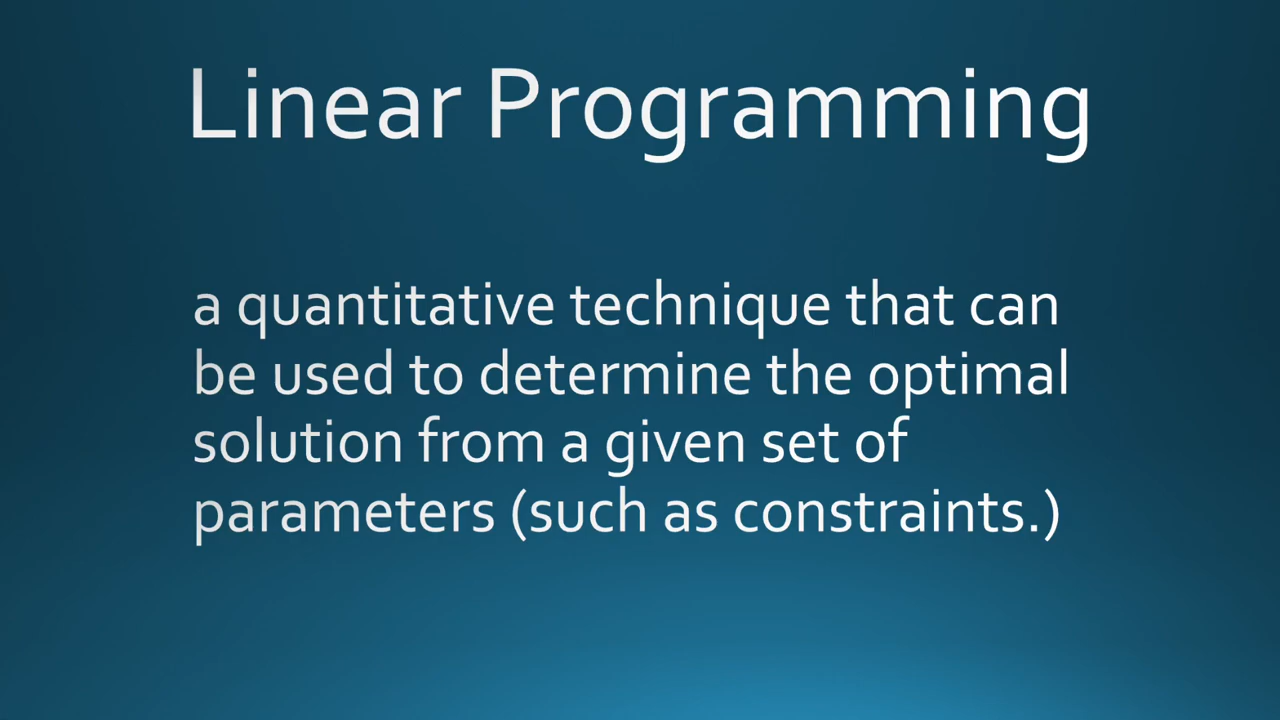 Linear Programming
a quantitative technique that can
be used to determine the optimal
solution from a given set of
parameters (such as constraints.)